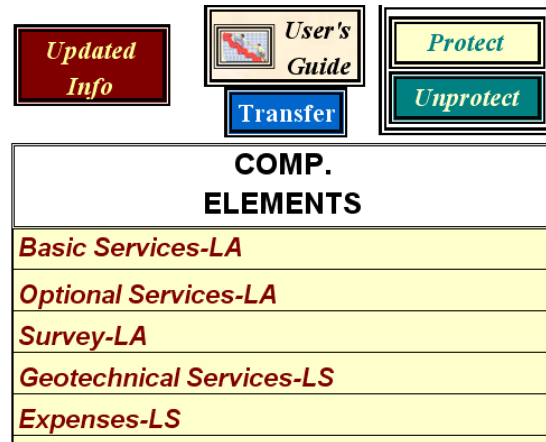 Updated
Info
User's
Guide
Transfer
Protect
Unprotect
COMP.
ELEMENTS
Basic Services-LA
Optional Services-LA
Survey-LA
Geotechnical Services-LS
Expenses-LS